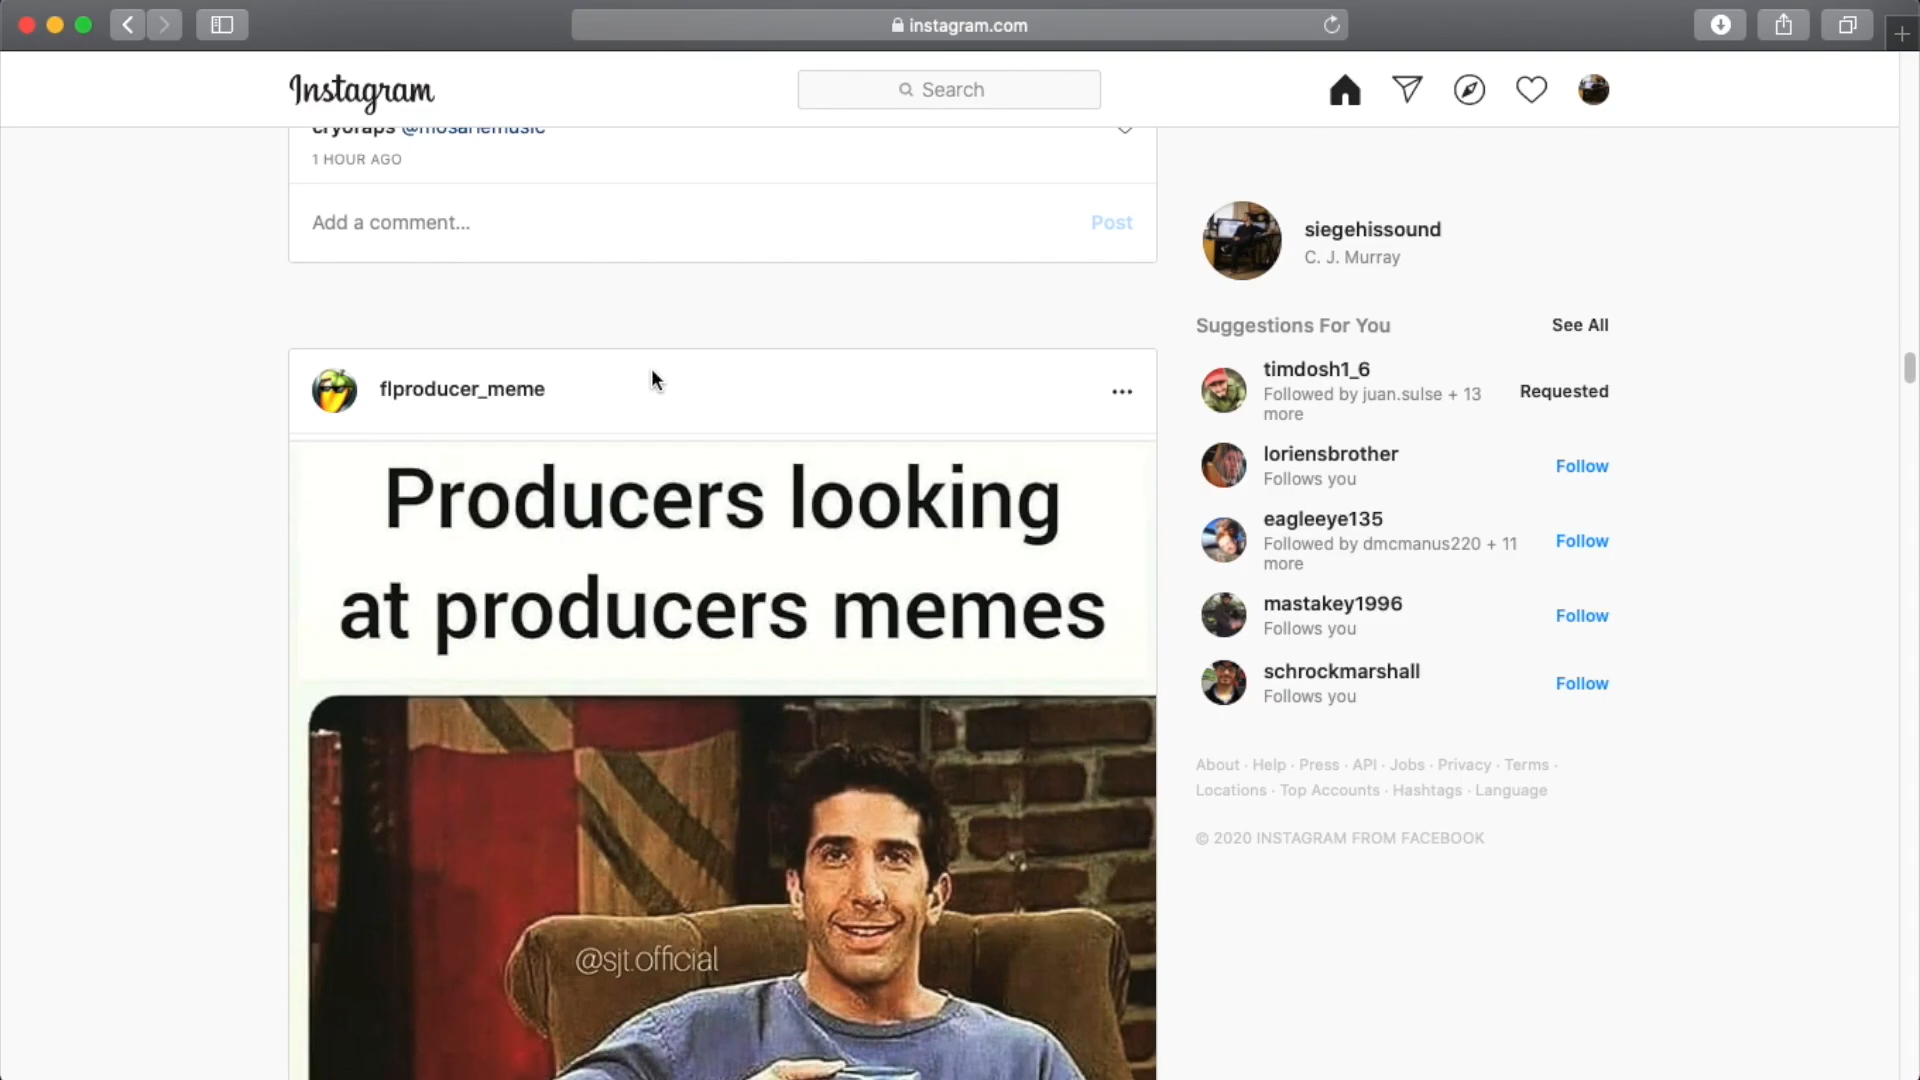 instagram.com
Instagram
Search
cryoraps @mosariemusic
1 HOUR AGO
Add a comment...
Post
siegehissound
C. J. Murray
Suggestions For You
See All
timdosh1_6
Followed by juan.sulse + 13
more
Requested
loriensbrother
Follows you
Follow
eagleeye135
Followed by dmcmanus220 + 11
more
Follow
mastakey1996
Follows you
Follow
schrockmarshall
Follows you
Follow
About · Help · Press · API · Jobs · Privacy · Terms ·
Locations · Top Accounts · Hashtags · Language
© 2020 INSTAGRAM FROM FACEBOOK
flproducer_meme
Producers looking
at producers memes
@sjt.official